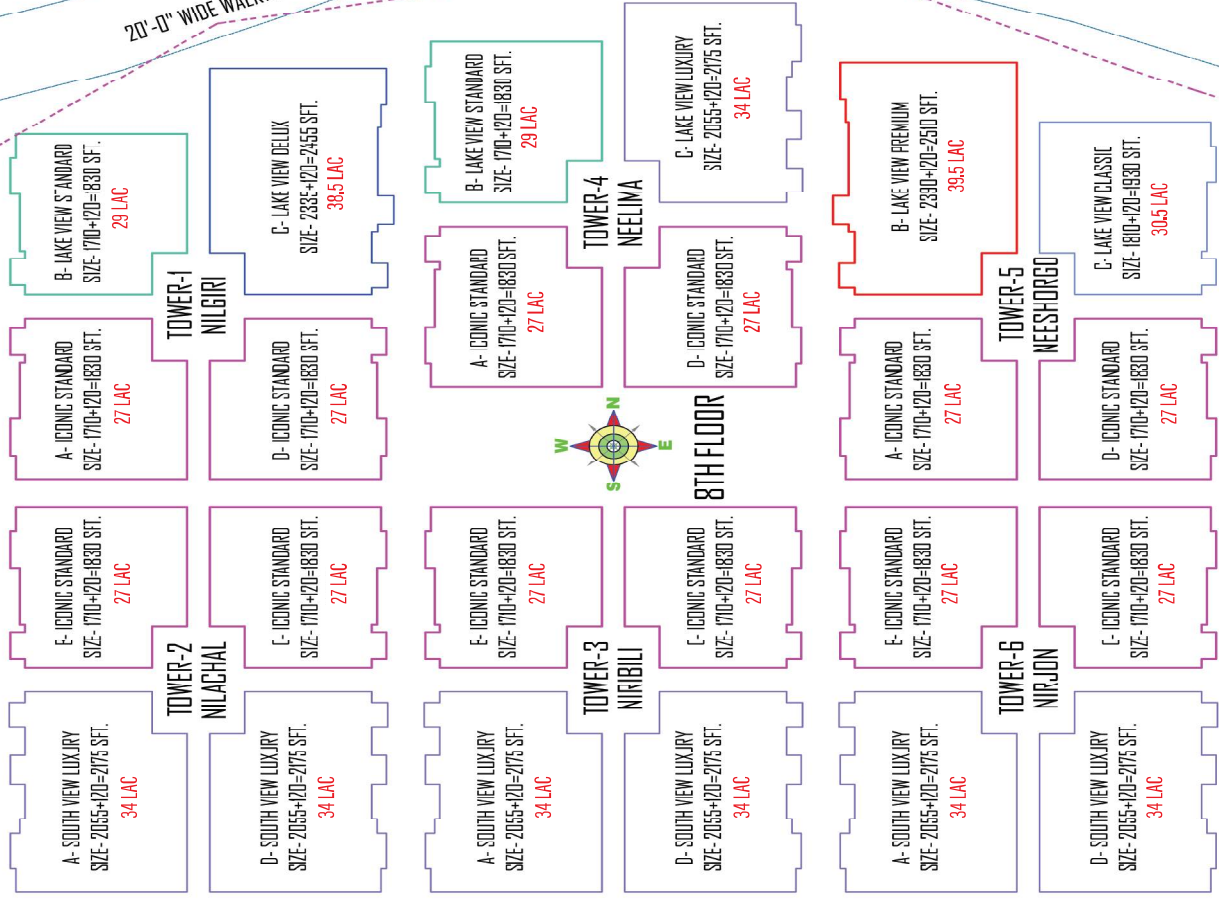 20'-0" WIDE
B- LAKE VIEW STANDARD
SIZE- 1710+120=1830 SFT.
29 LAC
C- LAKE VIEW DELUX
SIZE- 2335+120=2455 SFT.
38.5 LAC
TOWER-1
NILGIRI
A- ICONIC STANDARD
SIZE- 1710+120=1830 SFT.
27 LAC
D- ICONIC STANDARD
SIZE- 1710+120=1830 SFT.
27 LAC
B- LAKE VIEW STANDARD
SIZE- 1710+120=1830 SFT.
29 LAC
C- LAKE VIEW LUXURY
SIZE- 2055+120=2175 SFT.
34 LAC
TOWER-4
NEELIMA
A- ICONIC STANDARD
SIZE- 1710+120=1830 SFT.
27 LAC
D- ICONIC STANDARD
SIZE- 1710+120=1830 SFT.
27 LAC
B- LAKE VIEW PREMIUM
SIZE- 2390+120=2510 SFT.
39.5 LAC
C- LAKE VIEW CLASSIC
SIZE- 1810+120=1930 SFT.
30.5 LAC
TOWER-5
NEESHORGO
A- ICONIC STANDARD
SIZE- 1710+120=1830 SFT.
27 LAC
D- ICONIC STANDARD
SIZE- 1710+120=1830 SFT.
27 LAC
W
N
S
E
8TH FLOOR
E- ICONIC STANDARD
SIZE- 1710+120=1830 SFT.
27 LAC
C- ICONIC STANDARD
SIZE- 1710+120=1830 SFT.
27 LAC
TOWER-2
NILACHAL
A- SOUTH VIEW LUXURY
SIZE- 2055+120=2175 SFT.
34 LAC
D- SOUTH VIEW LUXURY
SIZE- 2055+120=2175 SFT.
34 LAC
E- ICONIC STANDARD
SIZE- 1710+120=1830 SFT.
27 LAC
C- ICONIC STANDARD
SIZE- 1710+120=1830 SFT.
27 LAC
TOWER-3
NIRIBILI
A- SOUTH VIEW LUXURY
SIZE- 2055+120=2175 SFT.
34 LAC
D- SOUTH VIEW LUXURY
SIZE- 2055+120=2175 SFT.
34 LAC
E- ICONIC STANDARD
SIZE- 1710+120=1830 SFT.
27 LAC
C- ICONIC STANDARD
SIZE- 1710+120=1830 SFT.
27 LAC
TOWER-6
NIRJON
A- SOUTH VIEW LUXURY
SIZE- 2055+120=2175 SFT.
34 LAC
D- SOUTH VIEW LUXURY
SIZE- 2055+120=2175 SFT.
34 LAC